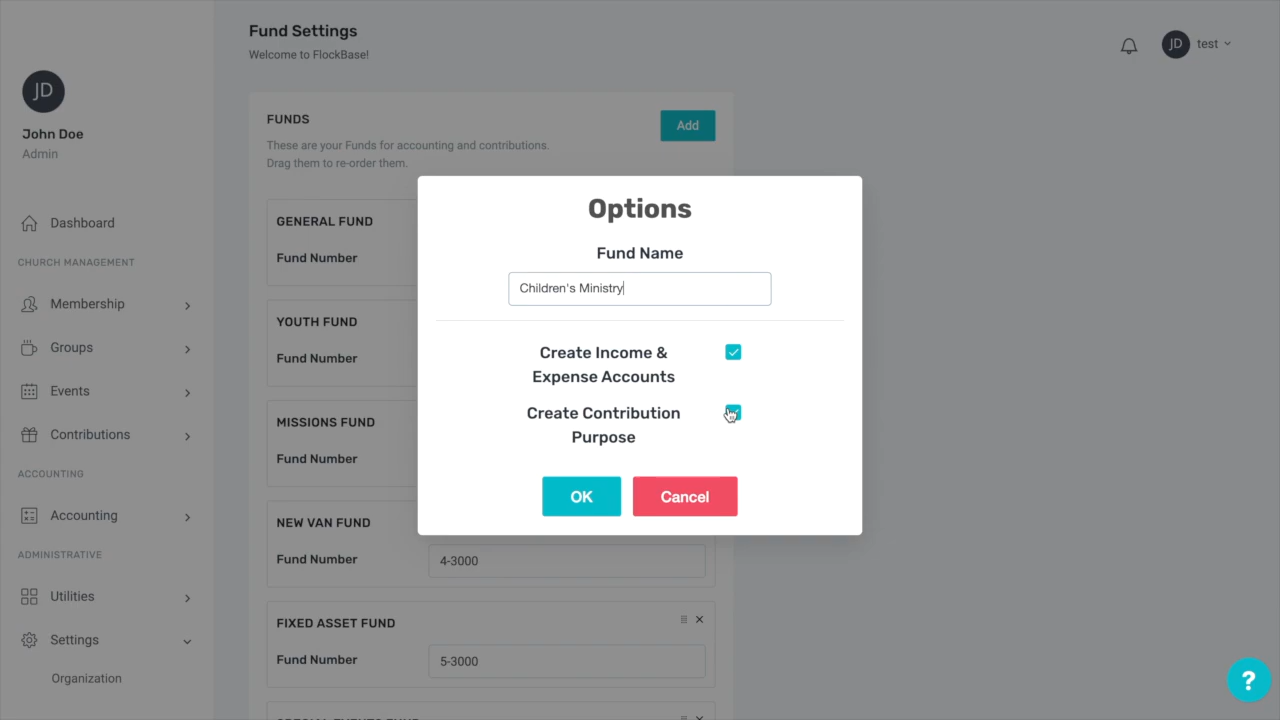 Fund Settings
Welcome to FlockBase!
JD
test
JD
John Doe
Admin
Dashboard
CHURCH MANAGEMENT
Membership
Groups
Events
Contributions
ACCOUNTING
Accounting
ADMINISTRATIVE
Utilities
Settings
Organization
FUNDS
Add
These are your Funds for accounting and contributions.
Drag them to re-order them.
GENERAL FUND
Fund Number
YOUTH FUND
Fund Number
MISSIONS FUND
Fund Number
NEW VAN FUND
Fund Number
4-3000
FIXED ASSET FUND
Fund Number
5-3000
Options
Fund Name
Children's Ministry
Create Income &
Expense Accounts
Create Contribution
Purpose
OK
Cancel
?